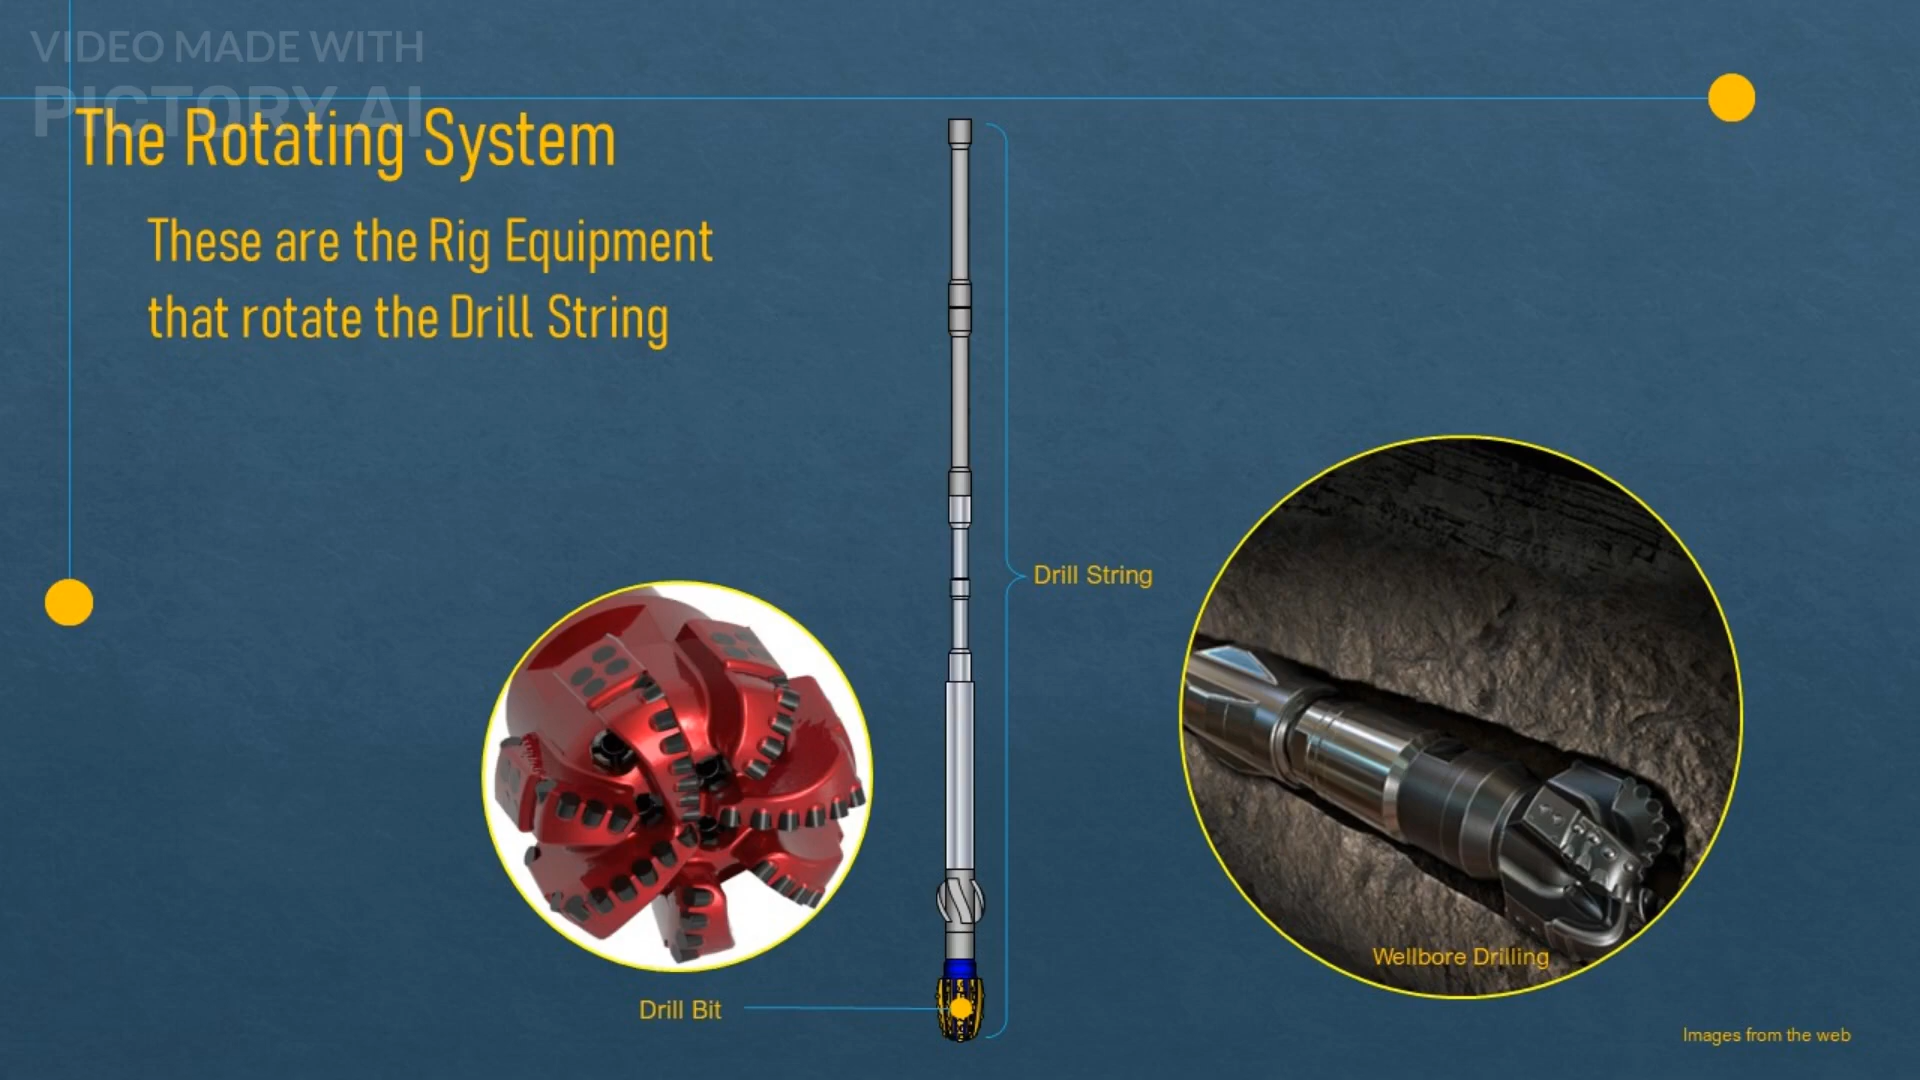 VIDEO MADE WITH
PICTORY.AI
The Rotating System
These are the Rig Equipment
that rotate the Drill String
Drill String
Wellbore Drilling
Drill Bit
Images from the web